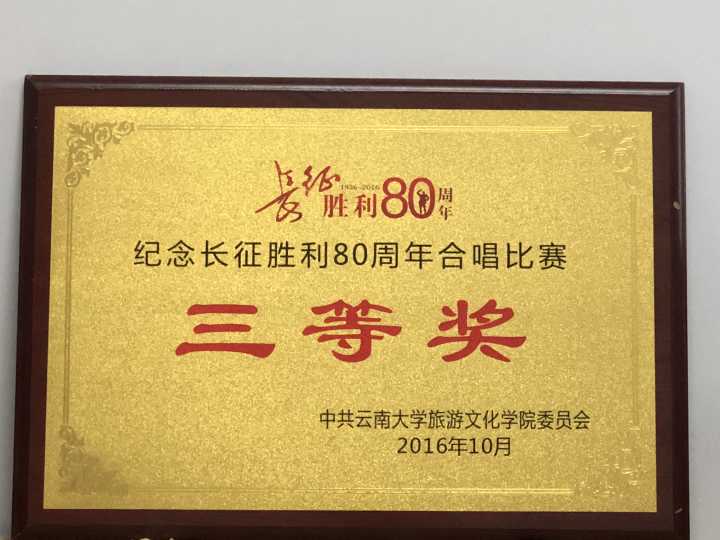 长征
1936-2016
胜利80周年
纪念长征胜利80周年合唱比赛
三等奖
中共云南大学旅游文化学院委员会
2016年10月